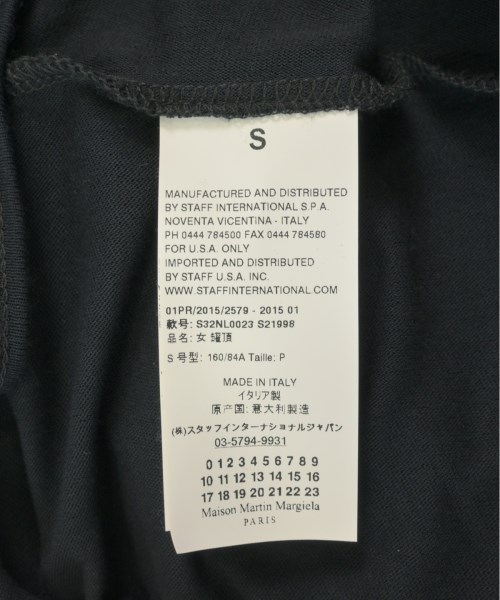 S
MANUFACTURED AND DISTRIBUTED
BY STAFF INTERNATIONAL S.P.A.
NOVENTA VICENTINA - ITALY
PH 0444 784500 FAX 0444 784580
FOR U.S.A. ONLY
IMPORTED AND DISTRIBUTED
BY STAFF U.S.A. INC.
WWW.STAFFINTERNATIONAL.COM
01PR/2015/2579 - 2015 01
款号: S32NL0023 S21998
品名: 女 罐頂
S 号型: 160/84A Taille: P
MADE IN ITALY
イタリア製
原产国: 意大利製造
(株)スタッフインターナショナルジャパン
03-5794-9931
0 1 2 3 4 5 6 7 8 9
10 11 12 13 14 15 16
17 18 19 20 21 22 23
Maison Martin Margiela
PARIS